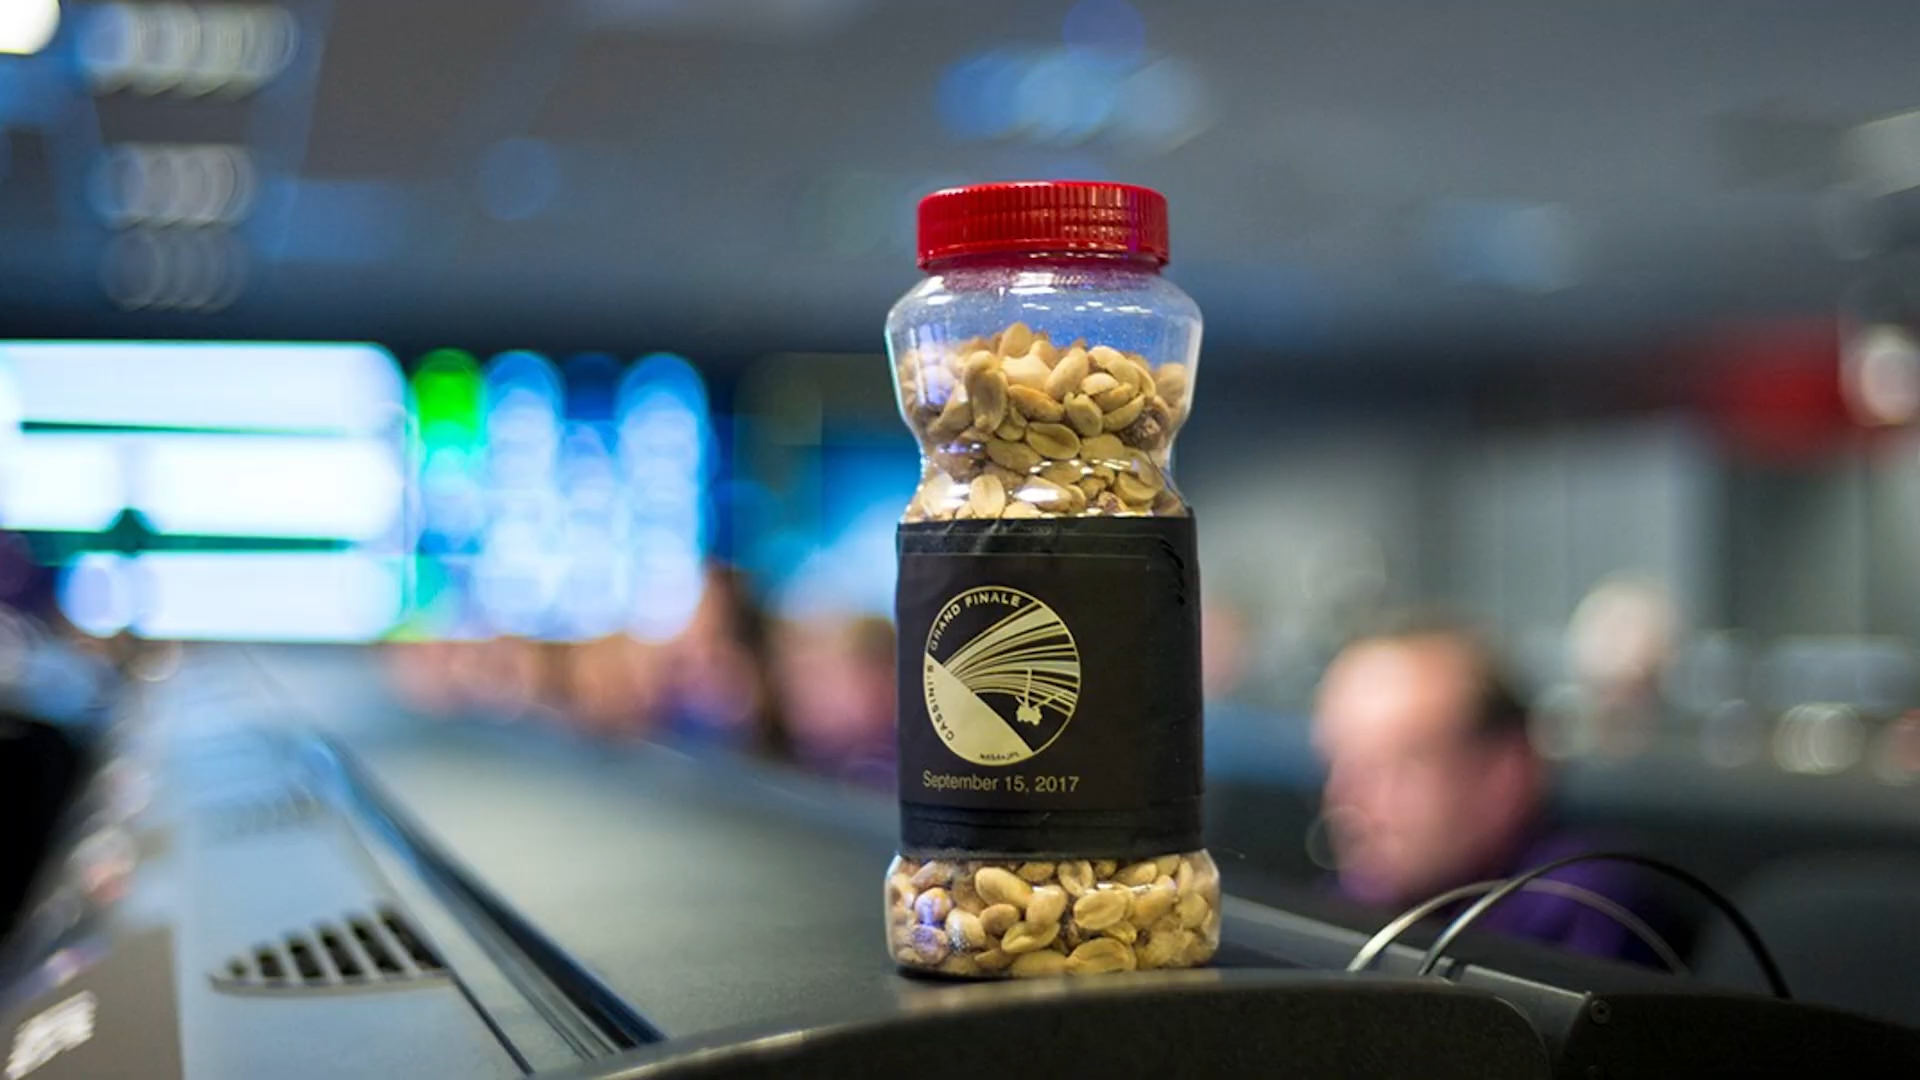 GRAND FINALE
CASSINI'S
NASA • JPL
September 15, 2017